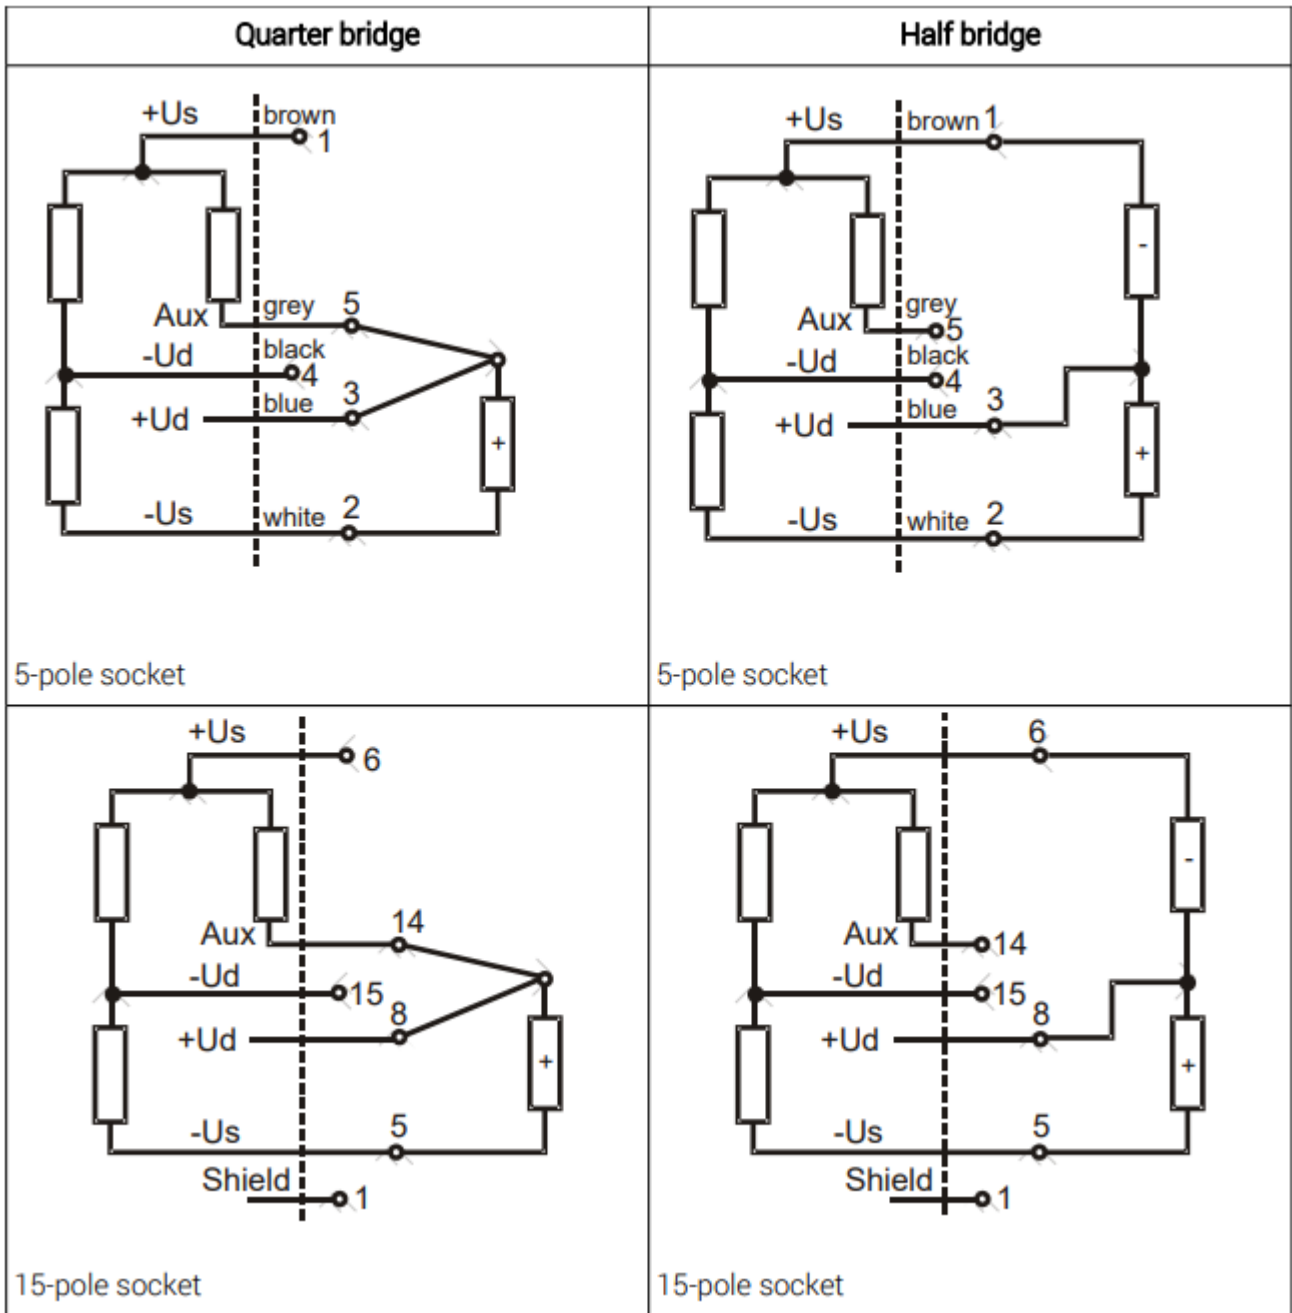 Quarter bridge
Half bridge
+Us
brown
1
Aux
grey
5
-Ud
black
4
3
+Ud
blue
+
-Us
white
2
5-pole socket
+Us
brown
1
-
Aux
grey
5
-Ud
black
4
+Ud
blue
3
+
-Us
white
2
5-pole socket
+Us
6
Aux
14
-Ud
15
+Ud
8
+
-Us
5
Shield
1
15-pole socket
+Us
6
-
Aux
14
-Ud
15
+Ud
8
+
-Us
5
Shield
1
15-pole socket